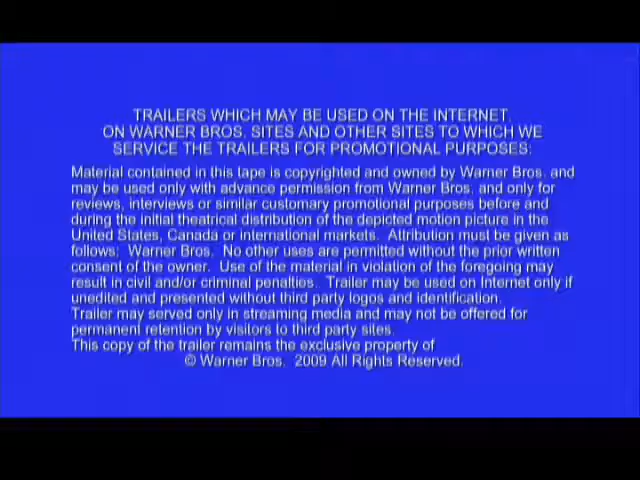 TRAILERS WHICH MAY BE USED ON THE INTERNET.
ON WARNER BROS. SITES AND OTHER SITES TO WHICH WE
SERVICE THE TRAILERS FOR PROMOTIONAL PURPOSES:
Material contained in this tape is copyrighted and owned by Warner Bros. and
may be used only with advance permission from Warner Bros. and only for
reviews, interviews or similar customary promotional purposes before and
during the initial theatrical distribution of the depicted motion picture in the
United States, Canada or international markets. Attribution must be given as
follows: Warner Bros. No other uses are permitted without the prior written
consent of the owner. Use of the material in violation of the foregoing may
result in civil and/or criminal penalties. Trailer may be used on Internet only if
unedited and presented without third party logos and identification.
Trailer may served only in streaming media and may not be offered for
permanent retention by visitors to third party sites.
This copy of the trailer remains the exclusive property of
© Warner Bros. 2009 All Rights Reserved.